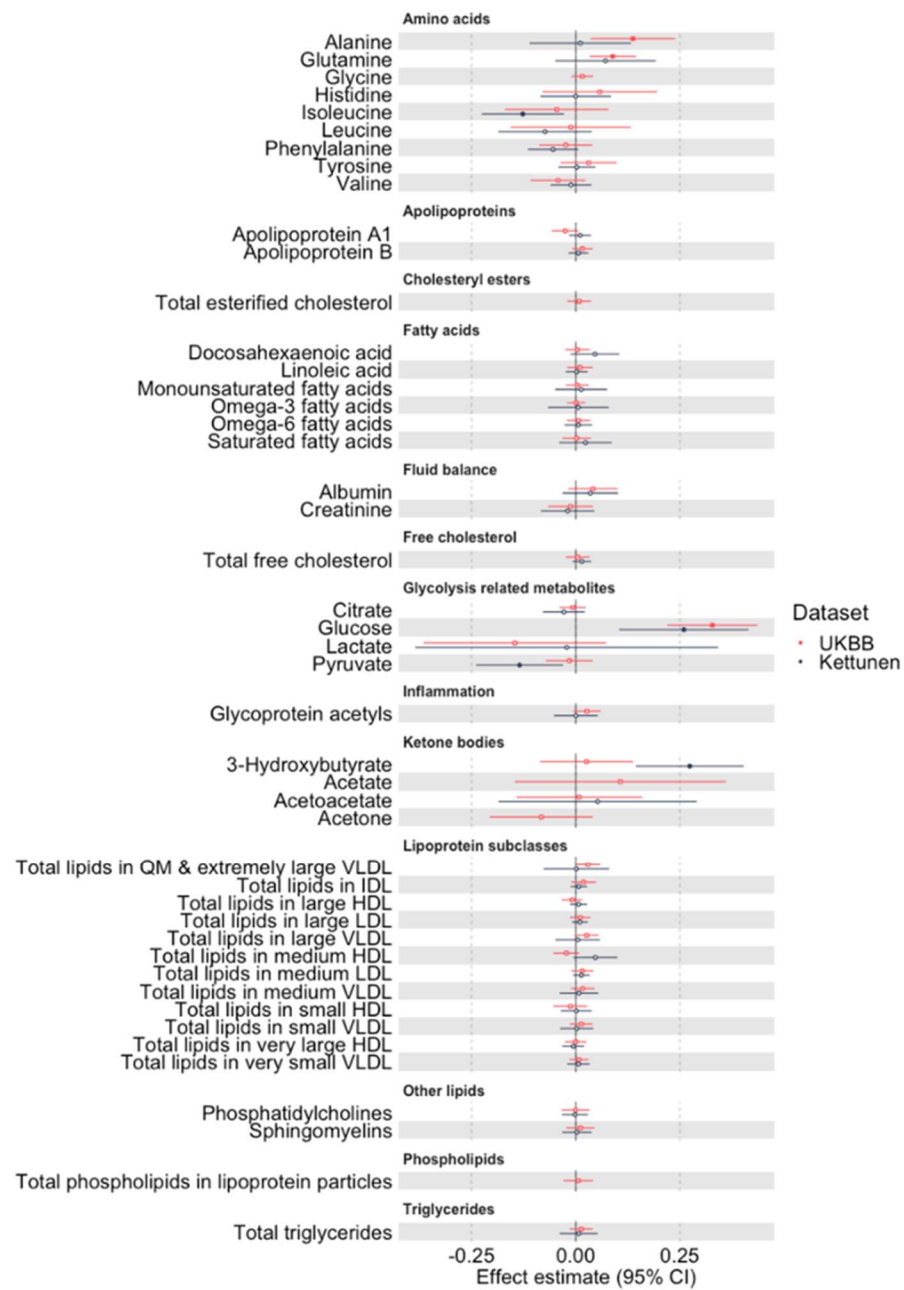 Amino acids
Alanine
Glutamine
Glycine
Histidine
Isoleucine
Leucine
Phenylalanine
Tyrosine
Valine
Apolipoproteins
Apolipoprotein A1
Apolipoprotein B
Cholesteryl esters
Total esterified cholesterol
Fatty acids
Docosahexaenoic acid
Linoleic acid
Monounsaturated fatty acids
Omega-3 fatty acids
Omega-6 fatty acids
Saturated fatty acids
Fluid balance
Albumin
Creatinine
Free cholesterol
Total free cholesterol
Glycolysis related metabolites
Citrate
Glucose
Lactate
Pyruvate
Dataset
UKBB
Kettunen
Inflammation
Glycoprotein acetyls
Ketone bodies
3-Hydroxybutyrate
Acetate
Acetoacetate
Acetone
Lipoprotein subclasses
Total lipids in QM & extremely large VLDL
Total lipids in IDL
Total lipids in large HDL
Total lipids in large LDL
Total lipids in large VLDL
Total lipids in medium HDL
Total lipids in medium LDL
Total lipids in medium VLDL
Total lipids in small HDL
Total lipids in small VLDL
Total lipids in very large HDL
Total lipids in very small VLDL
Other lipids
Phosphatidylcholines
Sphingomyelins
Phospholipids
Total phospholipids in lipoprotein particles
Triglycerides
Total triglycerides
-0.25 0.00 0.25
Effect estimate (95% CI)